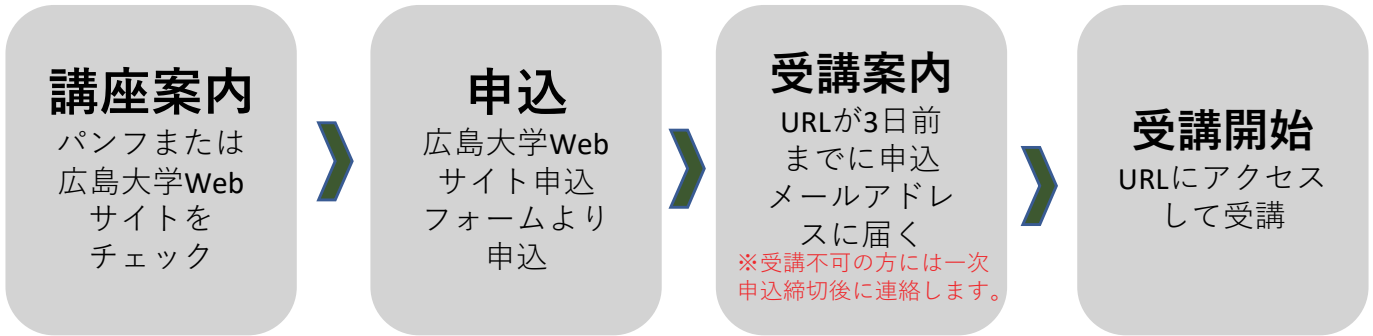 講座案内
パンフまたは
広島大学Web
サイトを
チェック
申込
広島大学Web
サイト申込
フォームより
申込
受講案内
URLが3日前
までに申込
メールアドレ
スに届く
※受講不可の方には一次
申込締切後に連絡します。
受講開始
URLにアクセス
して受講